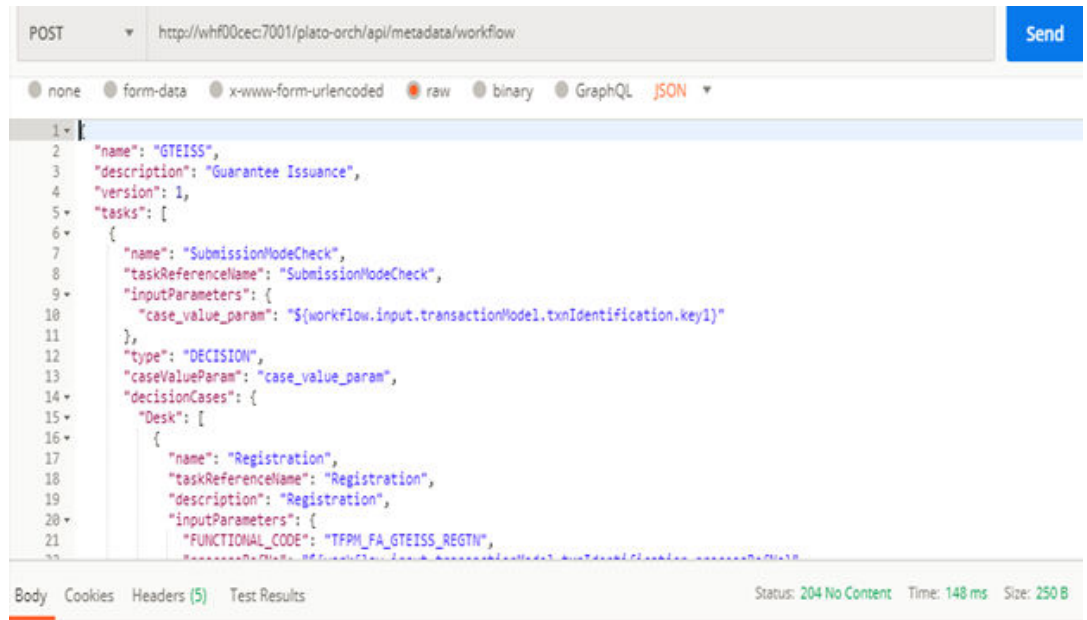 POST http://whf00cec:7001/plato-orch/api/metadata/workflow Send
none form-data x-www-form-urlencoded raw binary GraphQL JSON
1
2 "name": "GTEISS",
3 "description": "Guarantee Issuance",
4 "version": 1,
5 "tasks": [
6 {
7 "name": "SubmissionModeCheck",
8 "taskReferenceName": "SubmissionModeCheck",
9 "inputParameters": {
10 "case_value_param": "${workflow.input.transactionModel.txnIdentification.key1}"
11 },
12 "type": "DECISION",
13 "caseValueParam": "case_value_param",
14 "decisionCases": {
15 "Desk": [
16 {
17 "name": "Registration",
18 "taskReferenceName": "Registration",
19 "description": "Registration",
20 "inputParameters": {
21 "FUNCTIONAL_CODE": "TFPM_FA_GTEISS_REGTN",
Body Cookies Headers (5) Test Results Status: 204 No Content Time: 148 ms Size: 250 B